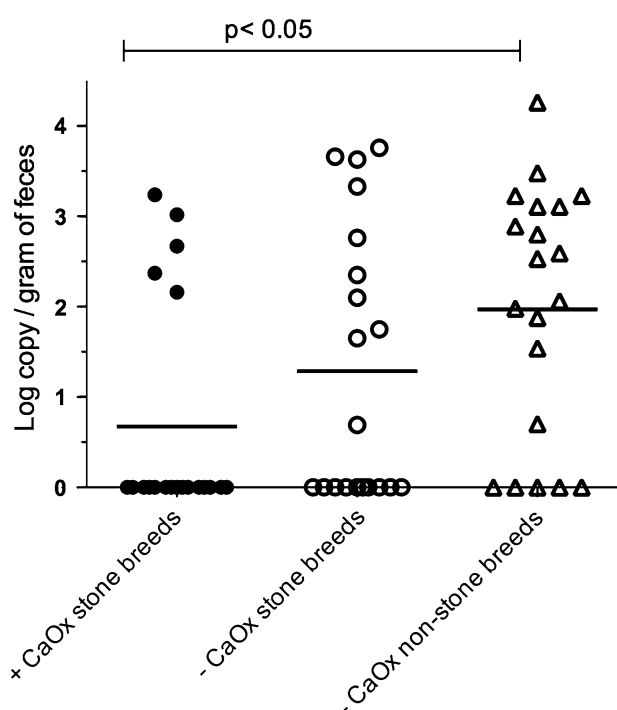 p< 0.05
Log copy / gram of feces
4
3
2
1
0
+ CaOx stone breeds
- CaOx stone breeds
- CaOx non-stone breeds